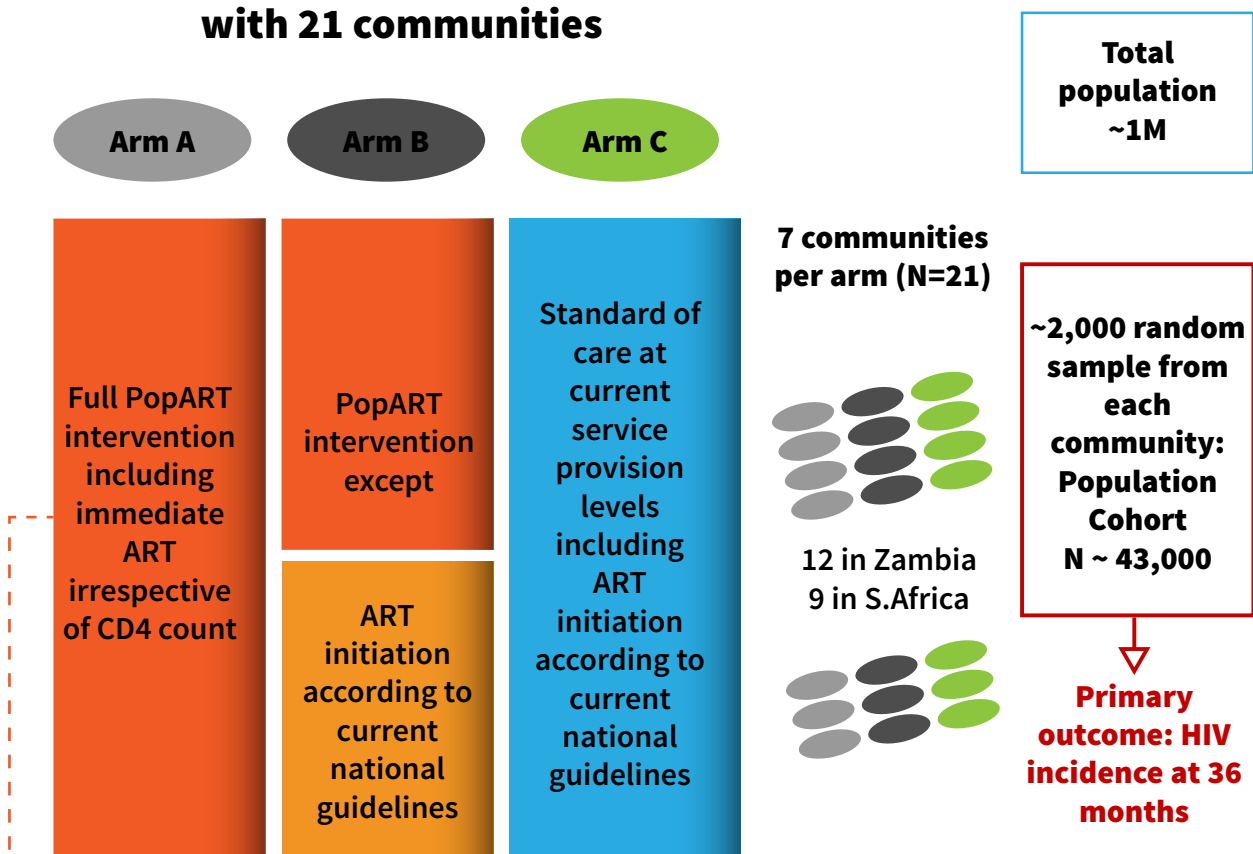 with 21 communities
Arm A
Arm B
Arm C
Total
population
~1M
Full PopART
intervention
including
immediate
ART
irrespective
of CD4 count
PopART
intervention
except
ART
initiation
according to
current
national
guidelines
Standard of
care at
current
service
provision
levels
including
ART
initiation
according to
current
national
guidelines
7 communities
per arm (N=21)
12 in Zambia
9 in S.Africa
~2,000 random
sample from
each
community:
Population
Cohort
N ~ 43,000
Primary
outcome: HIV
incidence at 36
months